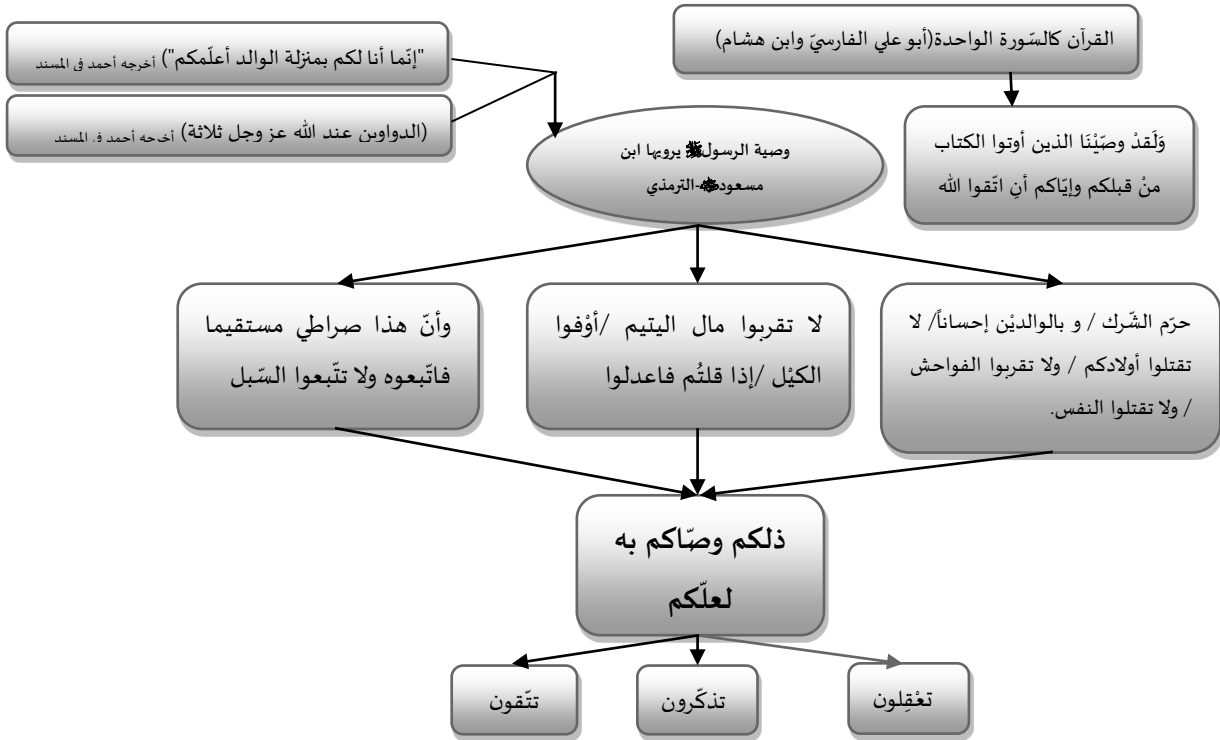 القرآن كالسّورة الواحدة(أبو علي الفارسيّ وابن هشام)
"إنّما أنا لكم بمنزلة الوالد أعلّمكم") أخرجه أحمد في المسند
(الدواوين عند الله عز وجل ثلاثة) أخرجه أحمد في المسند
وَلَقدْ وصّيْنَا الذين أوتوا الكتاب
منْ قبلكم وإيّاكم أنِ اتّقوا الله
وصية الرسولﷺ يرويها ابن
مسعود-الترمذي
حرّم الشّرك / و بالوالديْن إحساناً/ لا
تقتلوا أولادكم / ولا تقربوا الفواحش
/ ولا تقتلوا النفس.
لا تقربوا مال اليتيم /أوْفوا
الكيْل /إذا قلتُم فاعدلوا
وأنّ هذا صراطي مستقيما
فاتّبعوه ولا تتّبعوا السّبل
ذلكم وصّاكم به
لعلّكم
تعْقِلون
تذكّرون
تتّقون